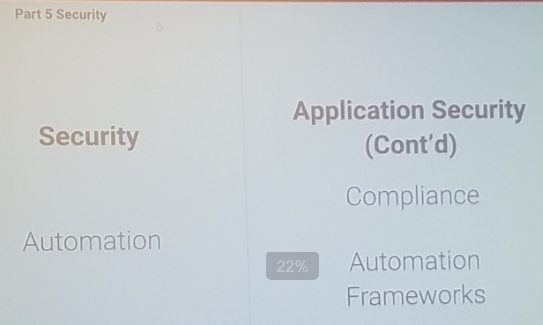 Part 5 Security
Security
Automation
Application Security
(Cont'd)
Compliance
22%
Automation
Frameworks